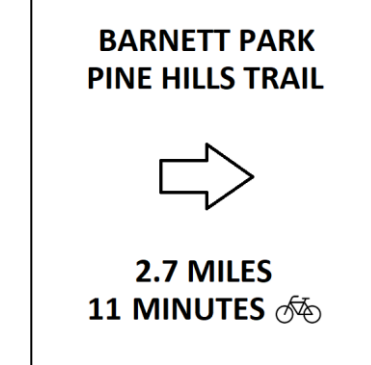 BARNETT PARK
PINE HILLS TRAIL
2.7 MILES
11 MINUTES